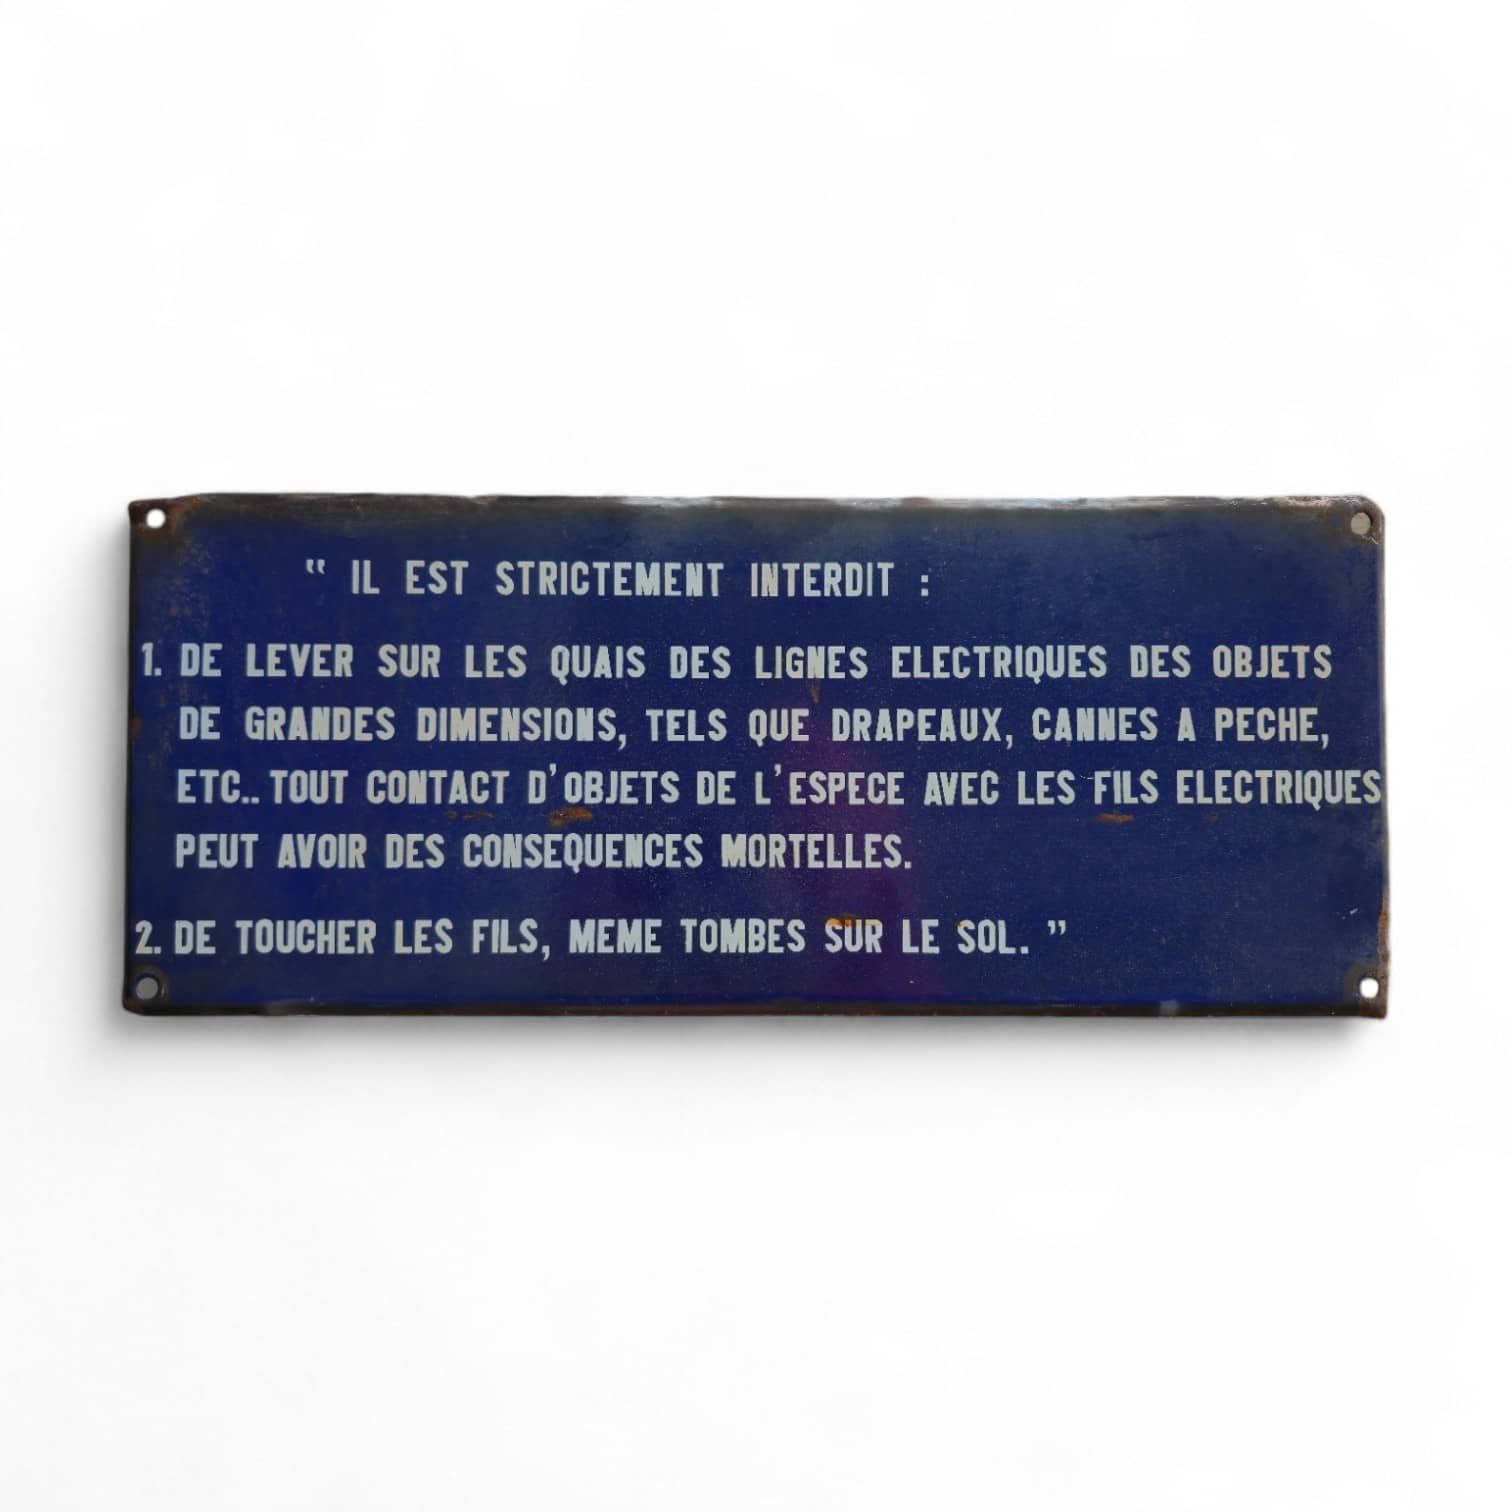 “ IL EST STRICTEMENT INTERDIT :
1. DE LEVER SUR LES QUAIS DES LIGNES ELECTRIQUES DES OBJETS
DE GRANDES DIMENSIONS, TELS QUE DRAPEAUX, CANNES A PECHE,
ETC.. TOUT CONTACT D'OBJETS DE L'ESPECE AVEC LES FILS ELECTRIQUES
PEUT AVOIR DES CONSEQUENCES MORTELLES.
2. DE TOUCHER LES FILS, MEME TOMBES SUR LE SOL. ”